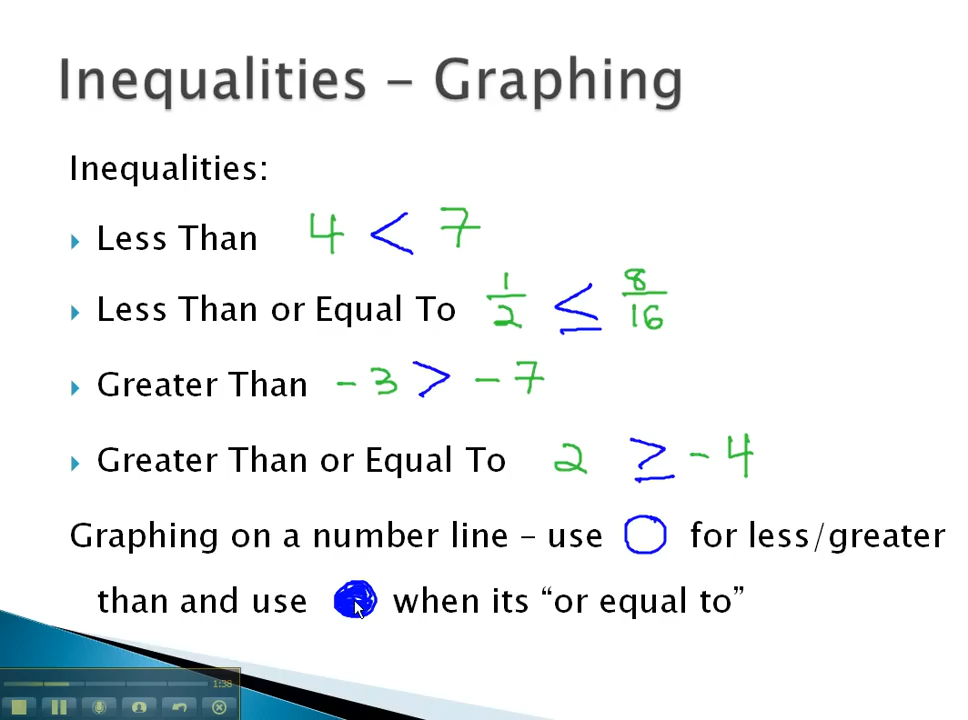 Inequalities - Graphing
Inequalities:
Less Than 4 < 7
Less Than or Equal To 1/2 ≤ 8/16
Greater Than -3 > -7
Greater Than or Equal To 2 ≥ -4
Graphing on a number line – use for less/greater
than and use when its “or equal to”
1:38